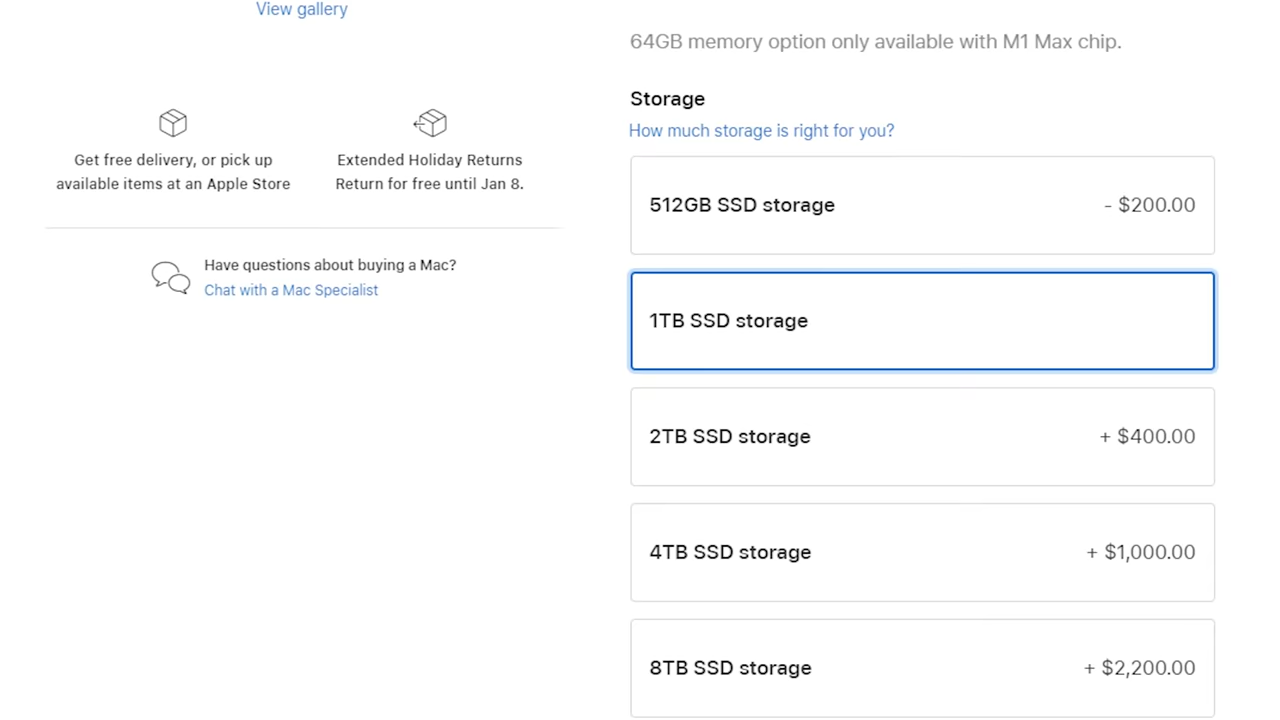 View gallery
Get free delivery, or pick up
available items at an Apple Store
Extended Holiday Returns
Return for free until Jan 8.
Have questions about buying a Mac?
Chat with a Mac Specialist
64GB memory option only available with M1 Max chip.
Storage
How much storage is right for you?
512GB SSD storage - $200.00
1TB SSD storage
2TB SSD storage + $400.00
4TB SSD storage + $1,000.00
8TB SSD storage + $2,200.00